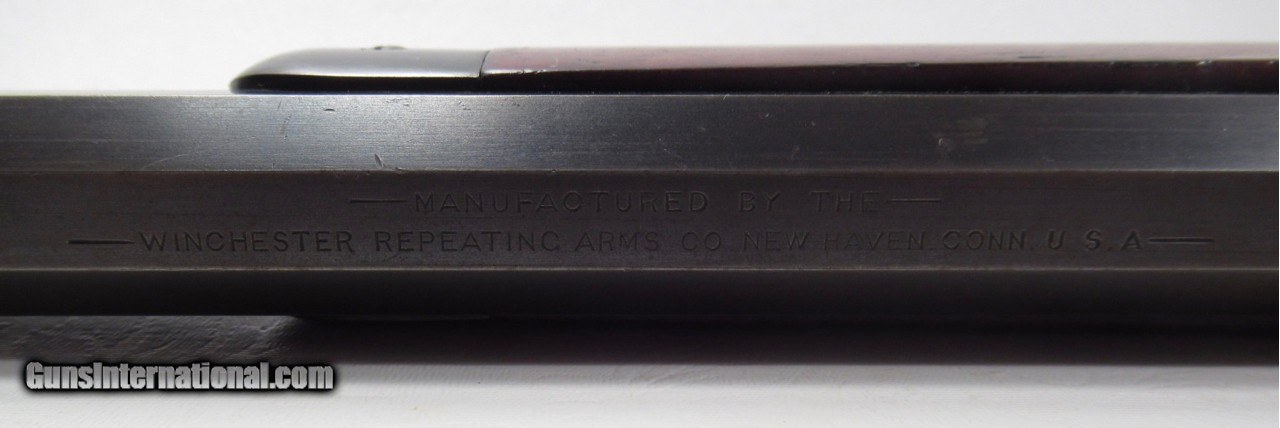 — MANUFACTURED BY THE —
— WINCHESTER REPEATING ARMS CO. NEW HAVEN. CONN. U. S. A —
GunsInternational.com